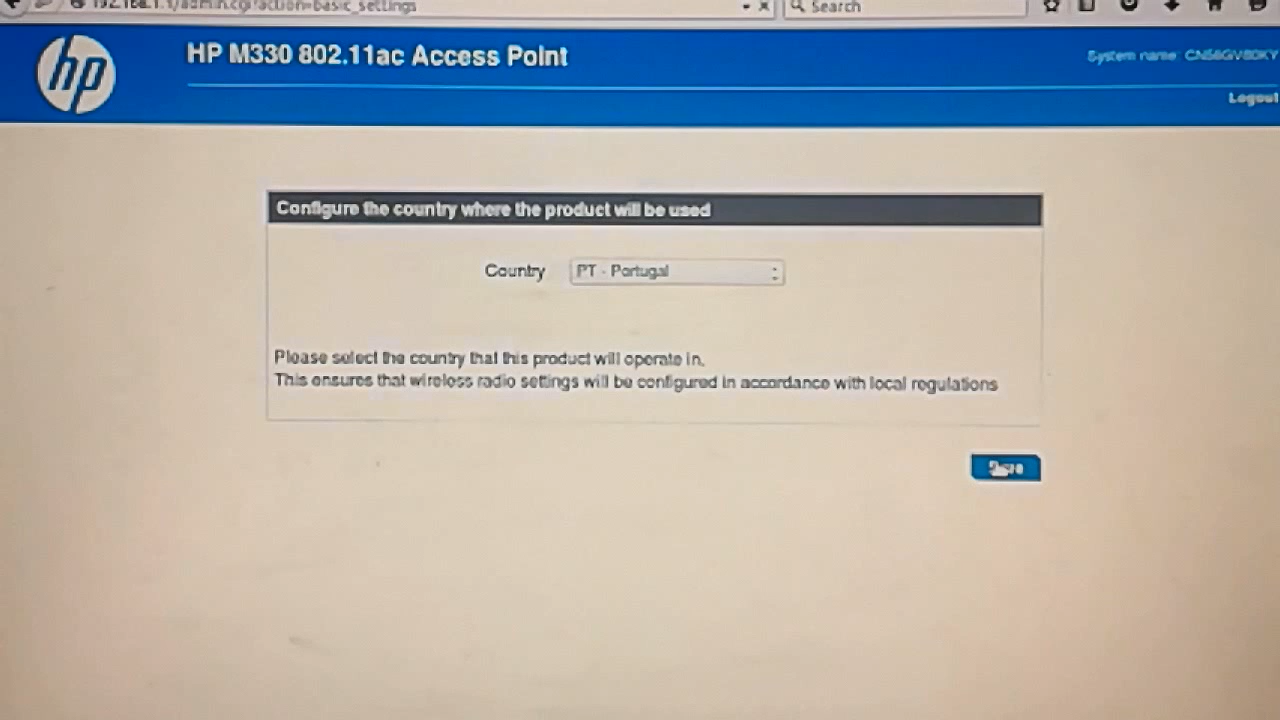 Search
hp
HP M330 802.11ac Access Point
System name:
Logout
Configure the country where the product will be used
Country PT - Portugal
Please select the country that this product will operate in.
This ensures that wireless radio settings will be configured in accordance with local regulations
Save